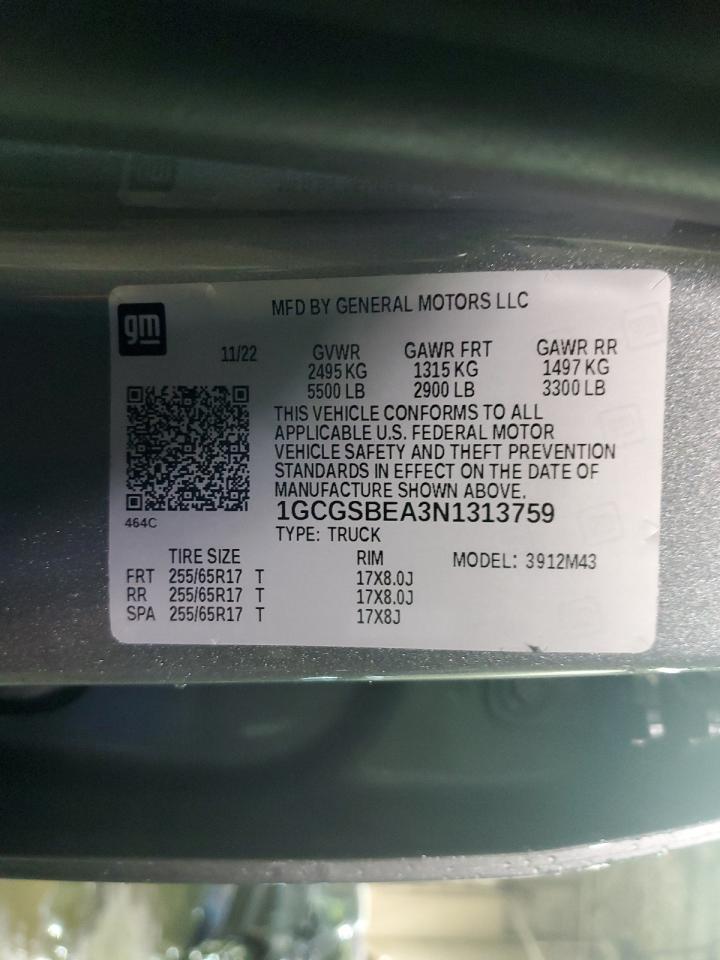 gm
MFD BY GENERAL MOTORS LLC
11/22 GVWR GAWR FRT GAWR RR
2495 KG 1315 KG 1497 KG
5500 LB 2900 LB 3300 LB
THIS VEHICLE CONFORMS TO ALL
APPLICABLE U.S. FEDERAL MOTOR
VEHICLE SAFETY AND THEFT PREVENTION
STANDARDS IN EFFECT ON THE DATE OF
MANUFACTURE SHOWN ABOVE.
464C
1GCGSBEA3N1313759
TYPE: TRUCK
TIRE SIZE RIM MODEL: 3912M43
FRT 255/65R17 T 17X8.0J
RR 255/65R17 T 17X8.0J
SPA 255/65R17 T 17X8J